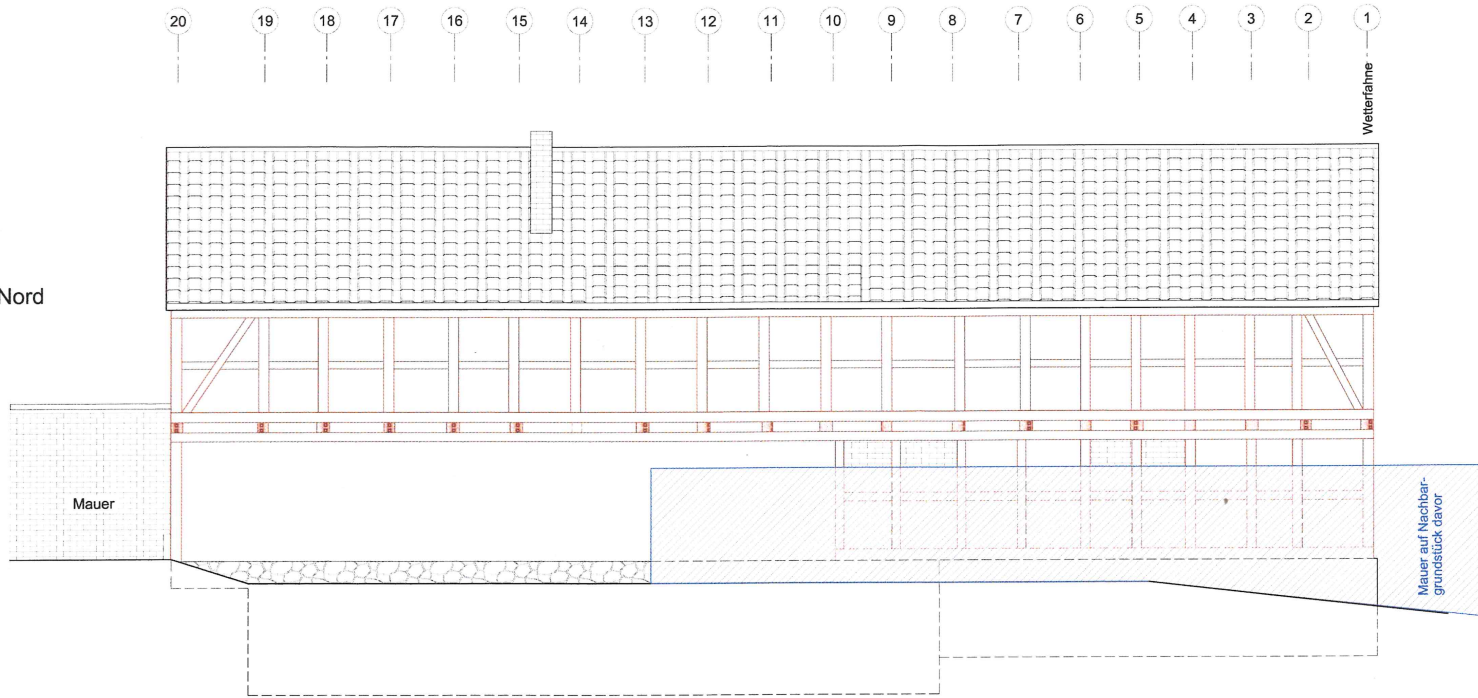 20 19 18 17 16 15 14 13 12 11 10 9 8 7 6 5 4 3 2 1
Wetterfahne
Nord
Mauer
Mauer auf Nachbar-
grundstück davor